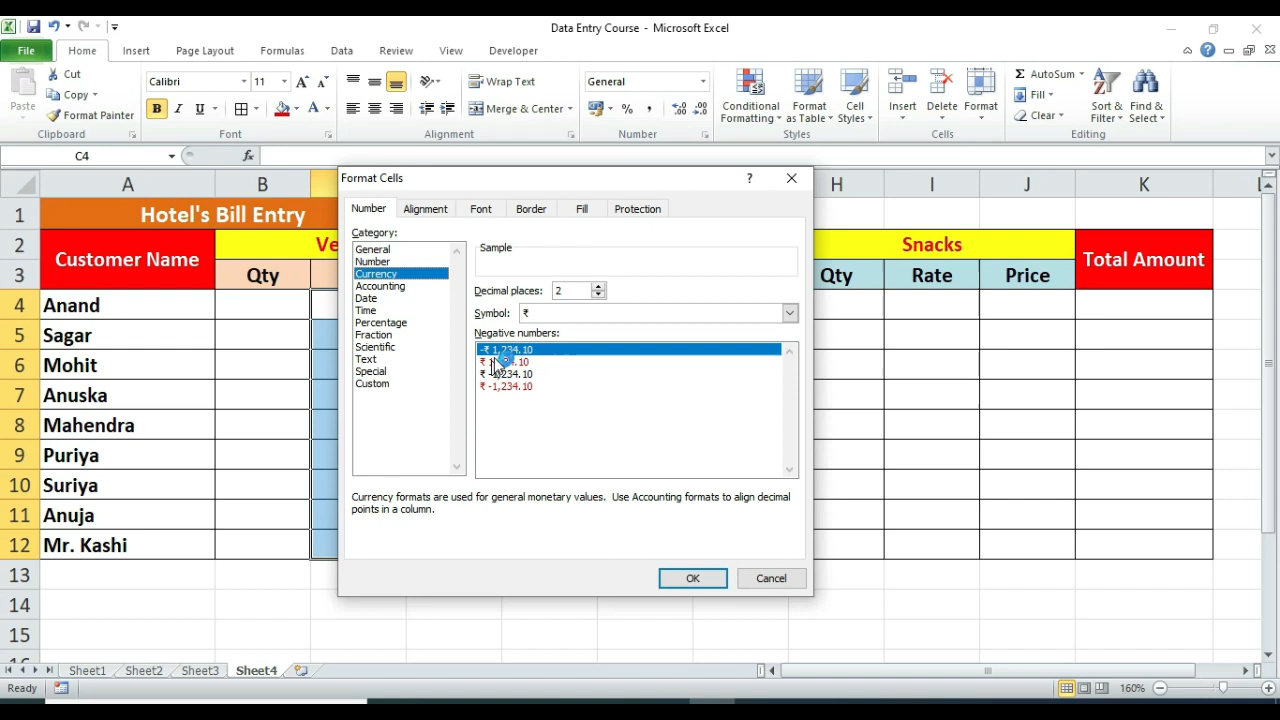 Data Entry Course - Microsoft Excel
File Home Insert Page Layout Formulas Data Review View Developer
Paste Cut Copy Format Painter Clipboard
Calibri 11 B I U A A A Font
Wrap Text Merge & Center Alignment
General % , Number
Conditional Formatting Format as Table Cell Styles Styles
Insert Delete Format Cells
Σ AutoSum Fill Clear Sort & Filter Find & Select Editing
C4 fx
A B H I J K
1 Hotel's Bill Entry
2 Customer Name Snacks Total Amount
3 Qty Qty Rate Price
4 Anand
5 Sagar
6 Mohit
7 Anuska
8 Mahendra
9 Puriya
10 Suriya
11 Anuja
12 Mr. Kashi
13
14
15
Format Cells ?
Number Alignment Font Border Fill Protection
Category:
General
Number
Currency
Accounting
Date
Time
Percentage
Fraction
Scientific
Text
Special
Custom
Sample
Decimal places: 2
Symbol: ₹
Negative numbers:
-₹ 1,234.10
₹ -1,234.10
Currency formats are used for general monetary values. Use Accounting formats to align decimal
points in a column.
OK Cancel
Sheet1 Sheet2 Sheet3 Sheet4
Ready 160%